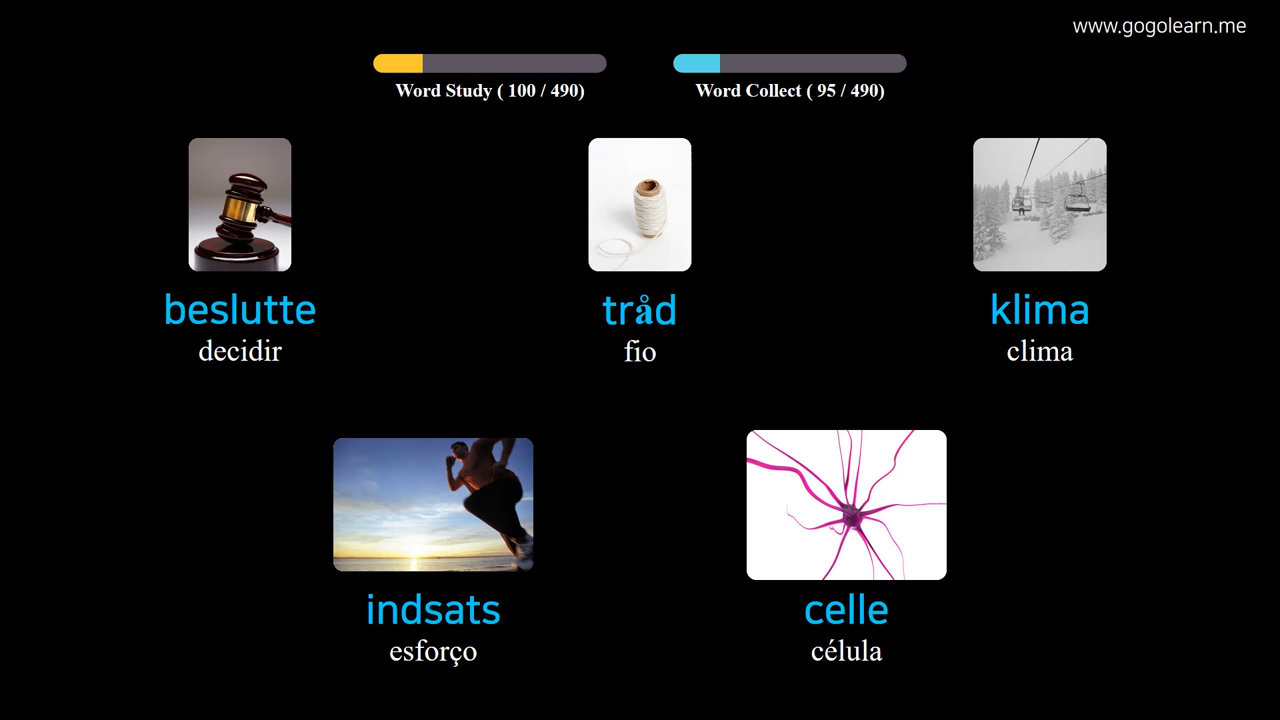 www.gogolearn.me
Word Study ( 100 / 490)
Word Collect ( 95 / 490)
beslutte
decidir
tråd
fio
klima
clima
indsats
esforço
celle
célula